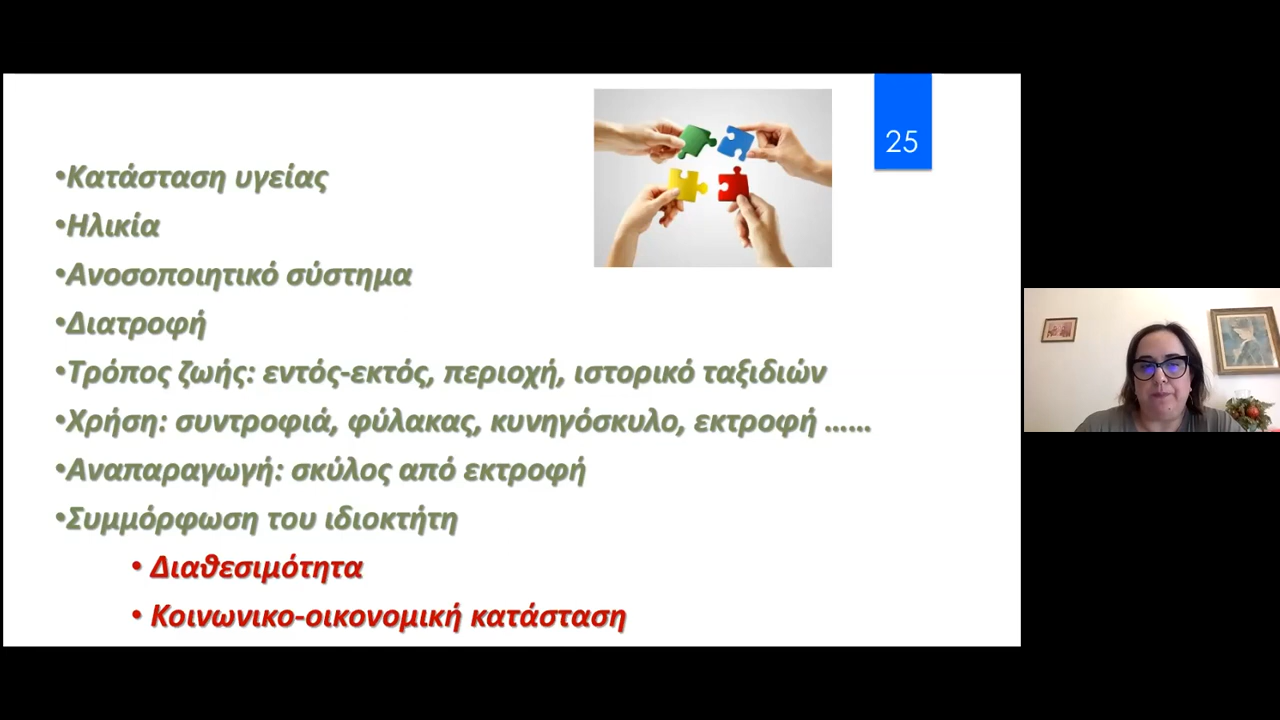 25
•Κατάσταση υγείας
•Ηλικία
•Ανοσοποιητικό σύστημα
•Διατροφή
•Τρόπος ζωής: εντός-εκτός, περιοχή, ιστορικό ταξιδιών
•Χρήση: συντροφιά, φύλακας, κυνηγόσκυλο, εκτροφή ......
•Αναπαραγωγή: σκύλος από εκτροφή
•Συμμόρφωση του ιδιοκτήτη
• Διαθεσιμότητα
• Κοινωνικο-οικονομική κατάσταση